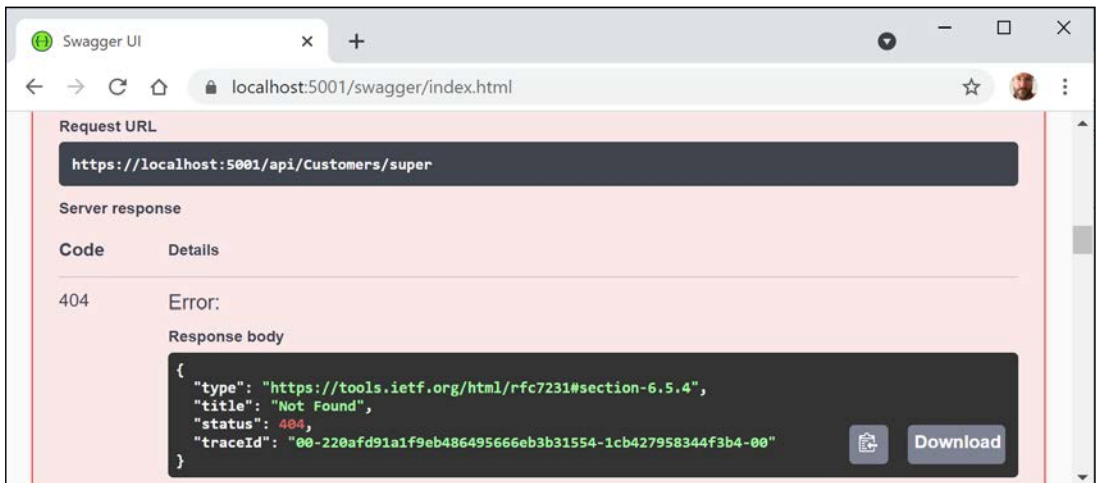 Swagger UI
localhost:5001/swagger/index.html
Request URL
https://localhost:5001/api/Customers/super
Server response
Code Details
404 Error:
Response body
{
"type": "https://tools.ietf.org/html/rfc7231#section-6.5.4",
"title": "Not Found",
"status": 404,
"traceId": "00-220afd91a1f9eb486495666eb3b31554-1cb427958344f3b4-00"
}
Download